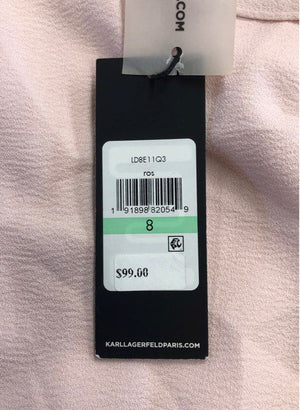 .COM
LD8E11Q3
ros
1 91898 82054 9
8
$99.00
KARLLAGERFELDPARIS.COM